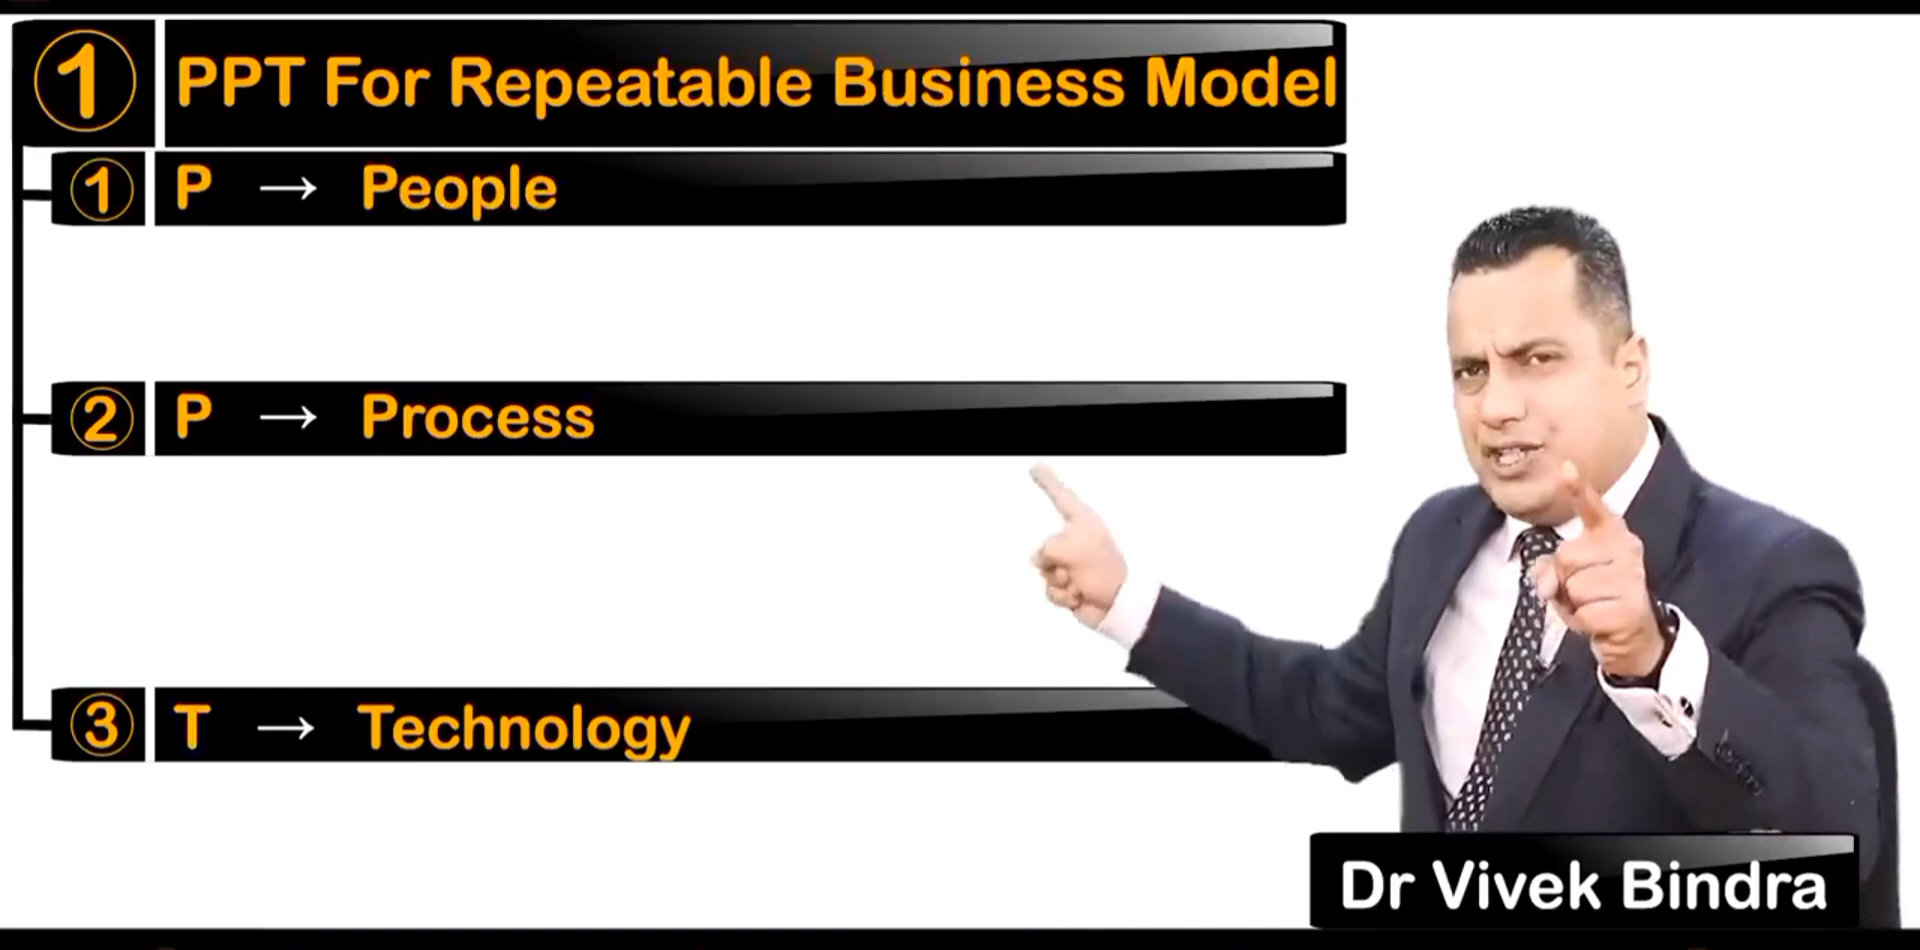 ① PPT For Repeatable Business Model
① P → People
② P → Process
③ T → Technology
Dr Vivek Bindra